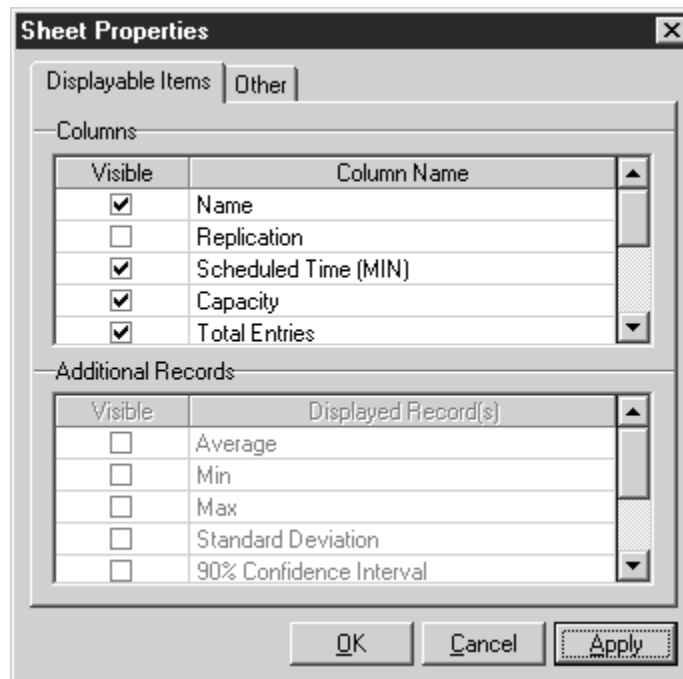 Sheet Properties
Displayable Items Other
Columns
Visible Column Name
Name
Replication
Scheduled Time (MIN)
Capacity
Total Entries
Additional Records
Visible Displayed Record(s)
Average
Min
Max
Standard Deviation
90% Confidence Interval
OK Cancel Apply